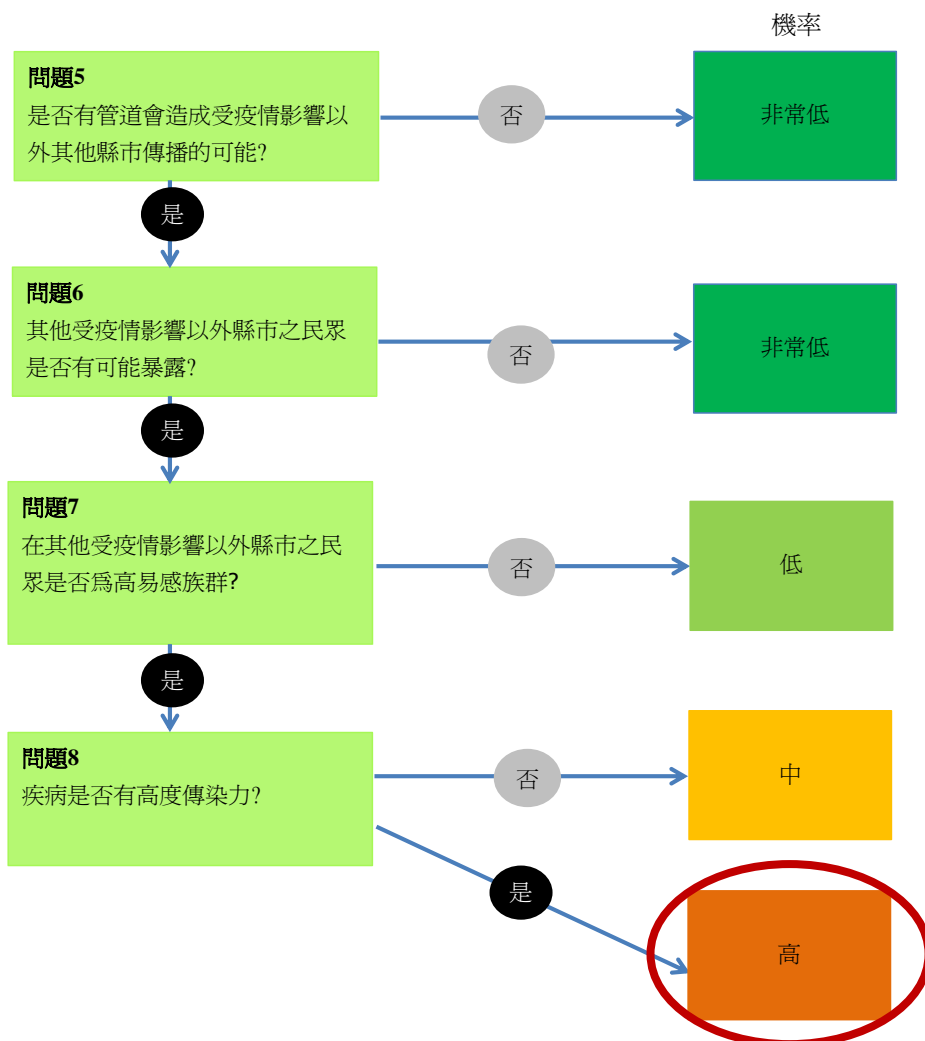 機率
問題5
是否有管道會造成受疫情影響以
外其他縣市傳播的可能?
否
非常低
是
問題6
其他受疫情影響以外縣市之民眾
是否有可能暴露?
否
非常低
是
問題7
在其他受疫情影響以外縣市之民
眾是否為高易感族群?
否
低
是
問題8
疾病是否有高度傳染力?
否
中
是
高